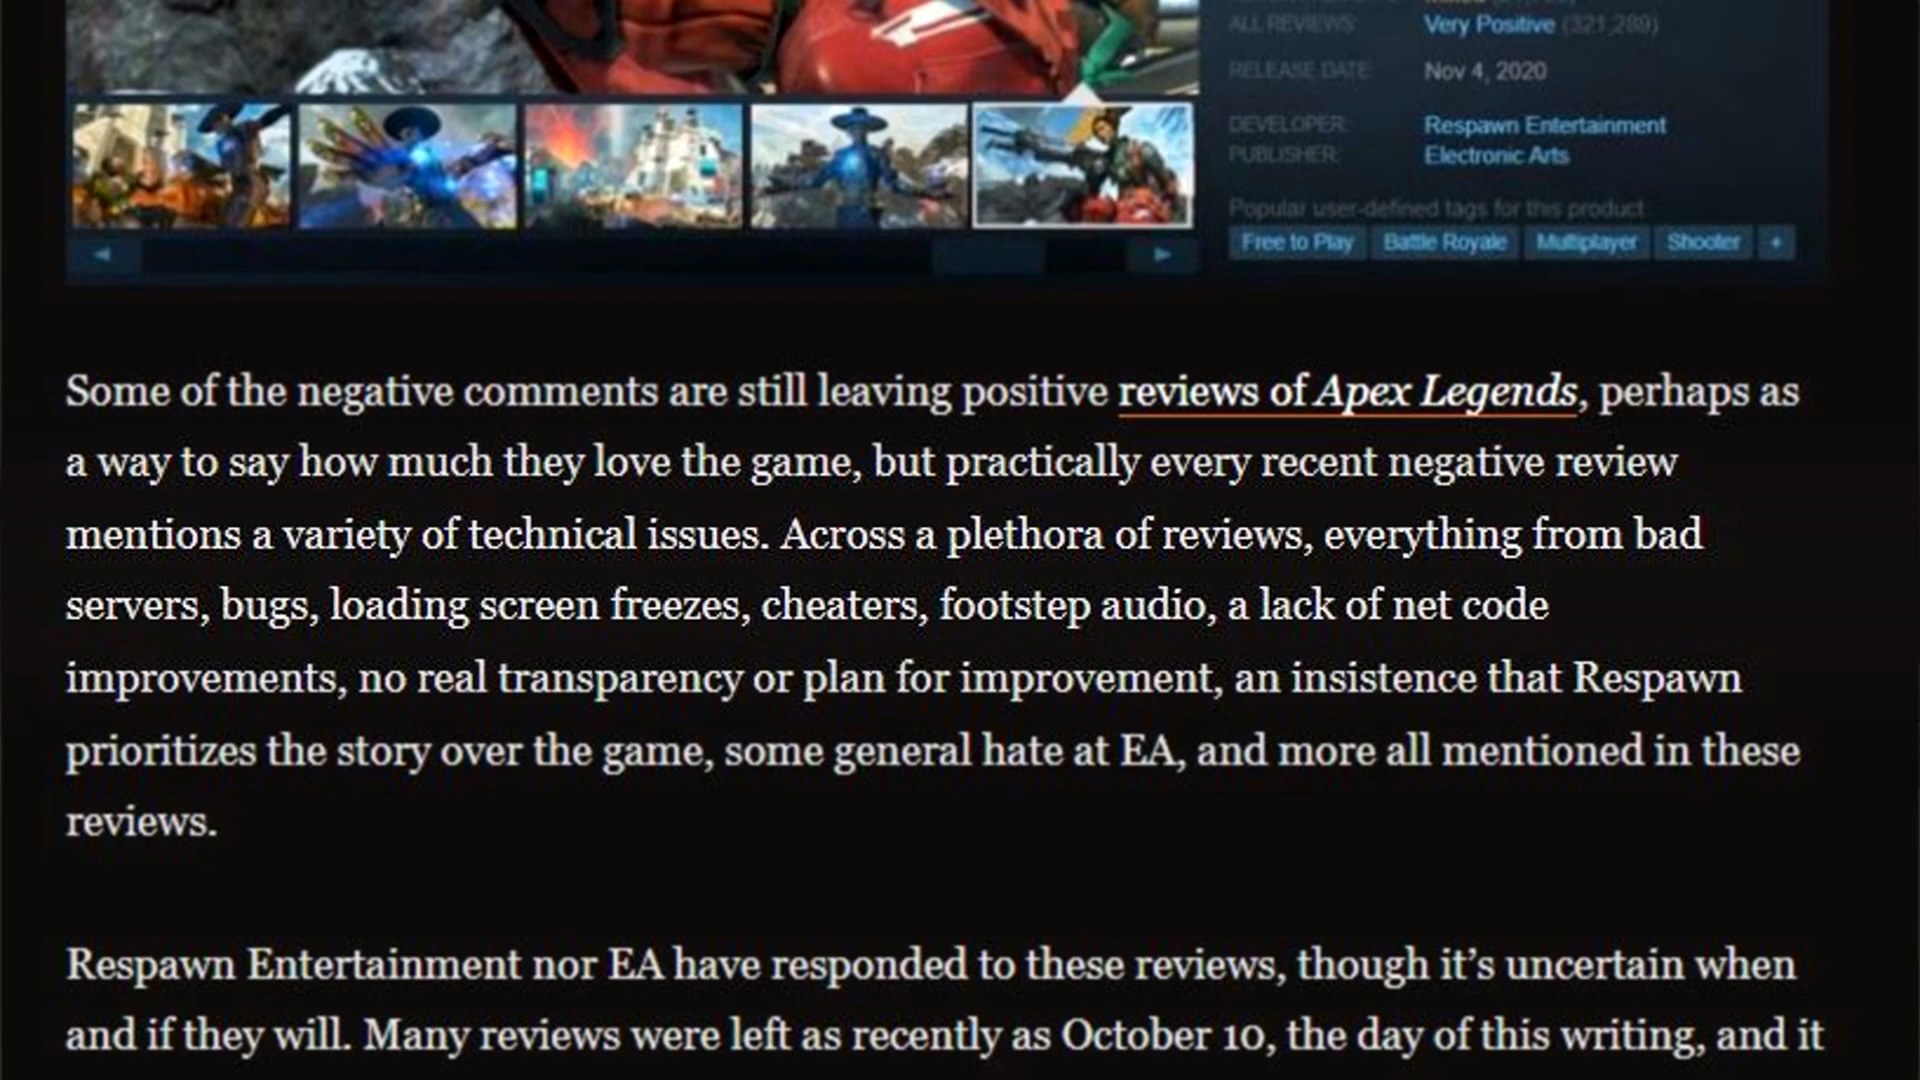 ALL REVIEWS: Very Positive (321,289)
RELEASE DATE: Nov 4, 2020
DEVELOPER: Respawn Entertainment
PUBLISHER: Electronic Arts
Popular user-defined tags for this product
Free to Play Battle Royale Multiplayer Shooter +
Some of the negative comments are still leaving positive reviews of Apex Legends, perhaps as
a way to say how much they love the game, but practically every recent negative review
mentions a variety of technical issues. Across a plethora of reviews, everything from bad
servers, bugs, loading screen freezes, cheaters, footstep audio, a lack of net code
improvements, no real transparency or plan for improvement, an insistence that Respawn
prioritizes the story over the game, some general hate at EA, and more all mentioned in these
reviews.
Respawn Entertainment nor EA have responded to these reviews, though it’s uncertain when
and if they will. Many reviews were left as recently as October 10, the day of this writing, and it